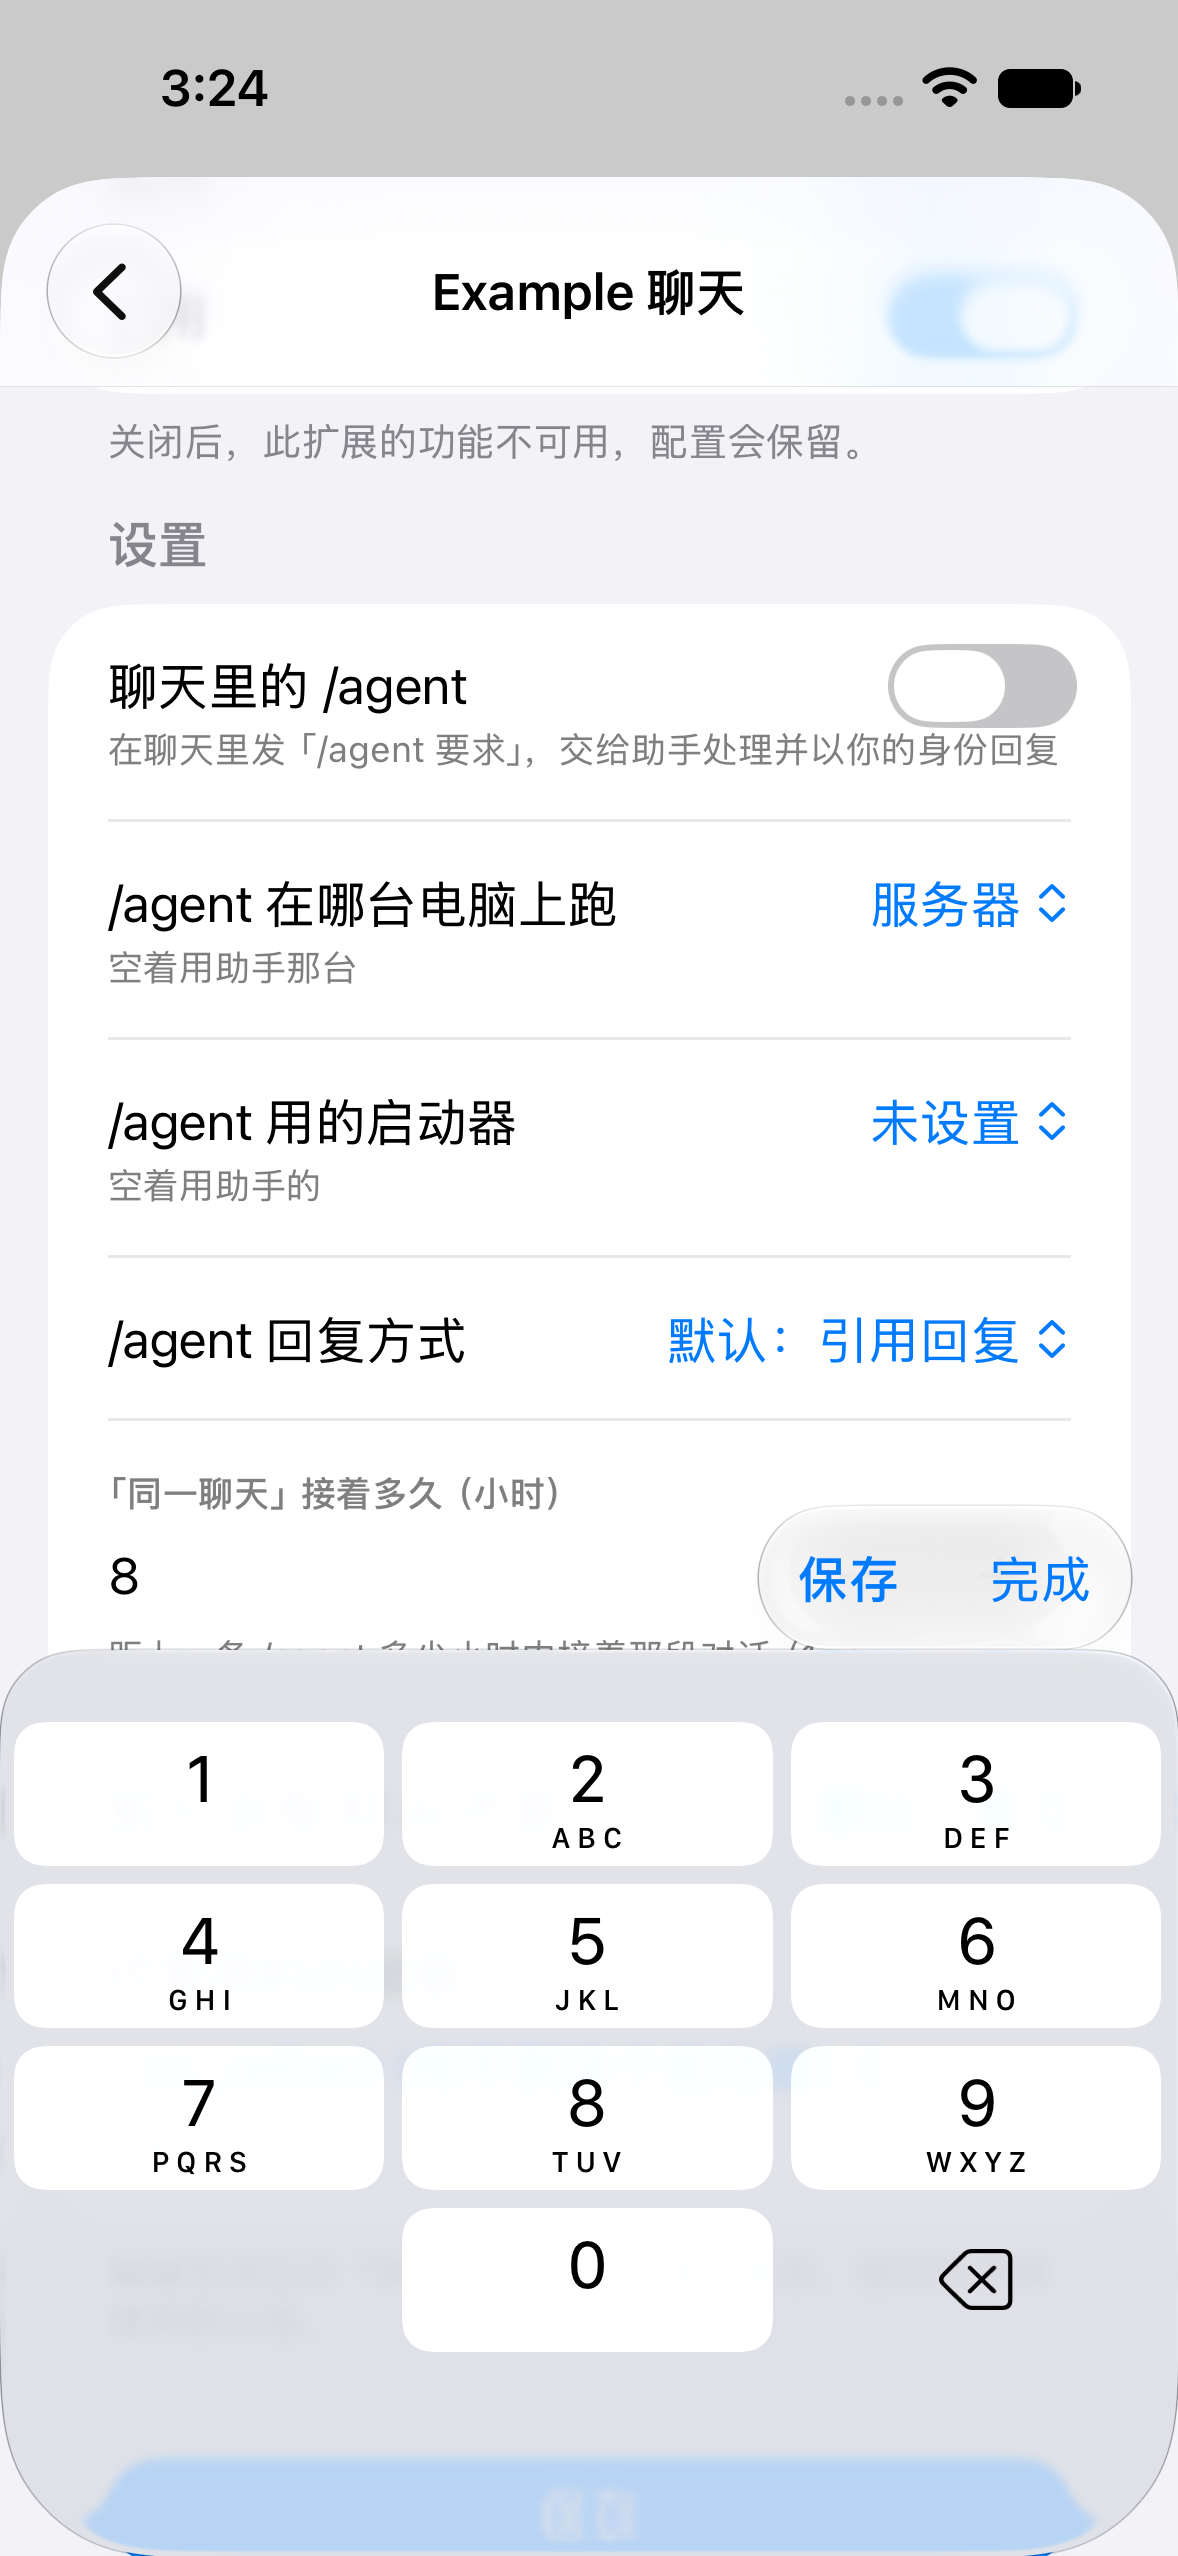 3:24
Example 聊天
关闭后，此扩展的功能不可用，配置会保留。
设置
聊天里的 /agent
在聊天里发「/agent 要求」，交给助手处理并以你的身份回复
/agent 在哪台电脑上跑 服务器
空着用助手那台
/agent 用的启动器 未设置
空着用助手的
/agent 回复方式 默认：引用回复
「同一聊天」接着多久（小时）
8
保存 完成
1
2 ABC
3 DEF
4 GHI
5 JKL
6 MNO
7 PQRS
8 TUV
9 WXYZ
0
保存